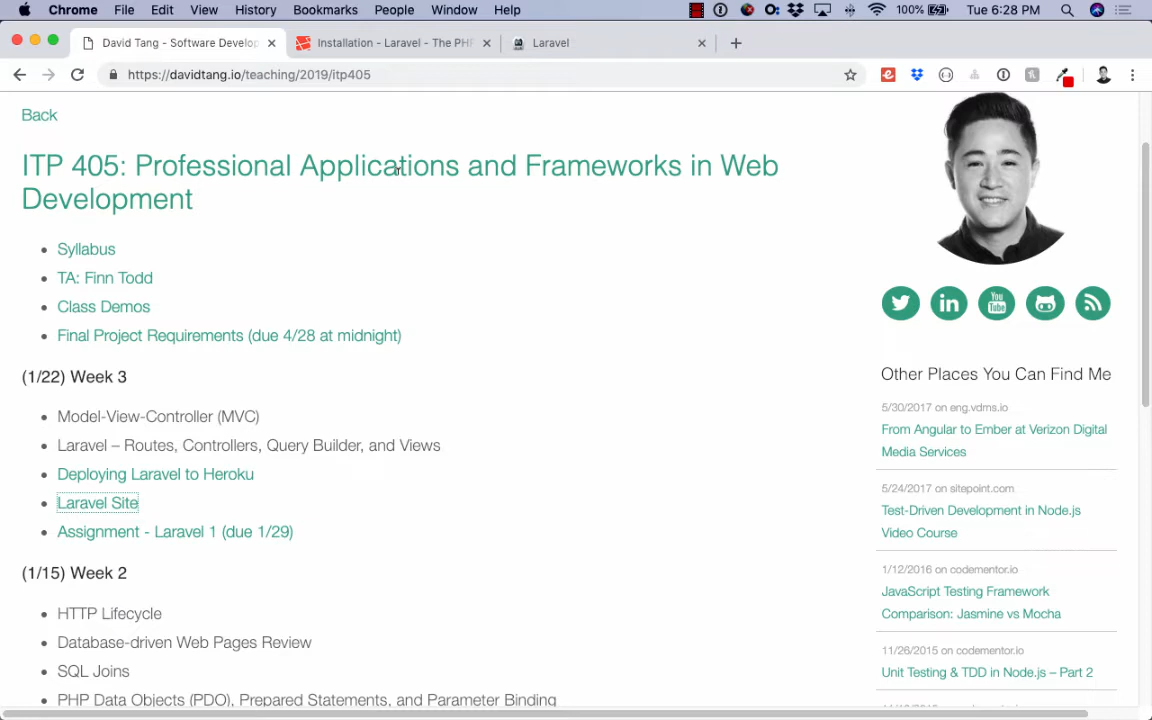 Chrome File Edit View History Bookmarks People Window Help 100% Tue 6:28 PM
David Tang - Software Develop Installation - Laravel - The PHP Laravel
https://davidtang.io/teaching/2019/itp405
Back
ITP 405: Professional Applications and Frameworks in Web
Development
Syllabus
TA: Finn Todd
Class Demos
Final Project Requirements (due 4/28 at midnight)
(1/22) Week 3
Model-View-Controller (MVC)
Laravel – Routes, Controllers, Query Builder, and Views
Deploying Laravel to Heroku
Laravel Site
Assignment - Laravel 1 (due 1/29)
(1/15) Week 2
HTTP Lifecycle
Database-driven Web Pages Review
SQL Joins
PHP Data Objects (PDO), Prepared Statements, and Parameter Binding
You
Tube
Other Places You Can Find Me
5/30/2017 on eng.vdms.io
From Angular to Ember at Verizon Digital
Media Services
5/24/2017 on sitepoint.com
Test-Driven Development in Node.js
Video Course
1/12/2016 on codementor.io
JavaScript Testing Framework
Comparison: Jasmine vs Mocha
11/26/2015 on codementor.io
Unit Testing & TDD in Node.js – Part 2